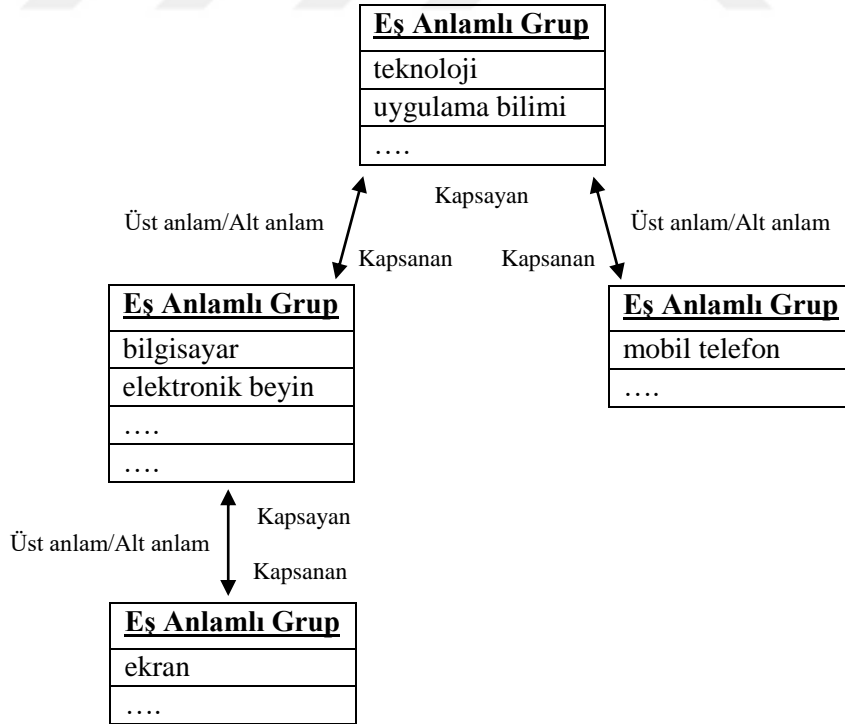 Eş Anlamlı Grup
teknoloji
uygulama bilimi
….
Kapsayan
Üst anlam/Alt anlam
Üst anlam/Alt anlam
Kapsanan
Kapsanan
Eş Anlamlı Grup
bilgisayar
elektronik beyin
….
….
Eş Anlamlı Grup
mobil telefon
….
Kapsayan
Üst anlam/Alt anlam
Kapsanan
Eş Anlamlı Grup
ekran
….